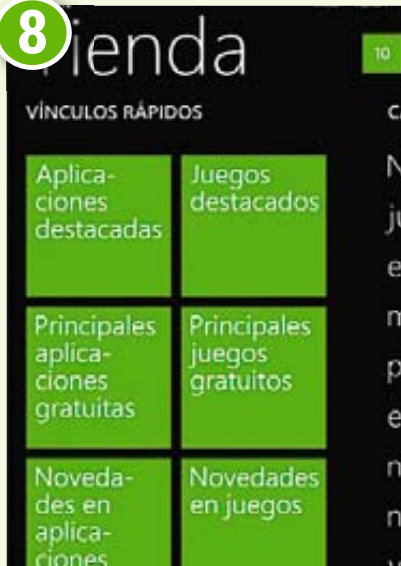 8
ienda
10
VÍNCULOS RÁPIDOS
Aplica-
ciones
destacadas
Juegos
destacados
Principales
aplica-
ciones
gratuitas
Principales
juegos
gratuitos
Noveda-
des en
aplica-
ciones
Novedades
en juegos